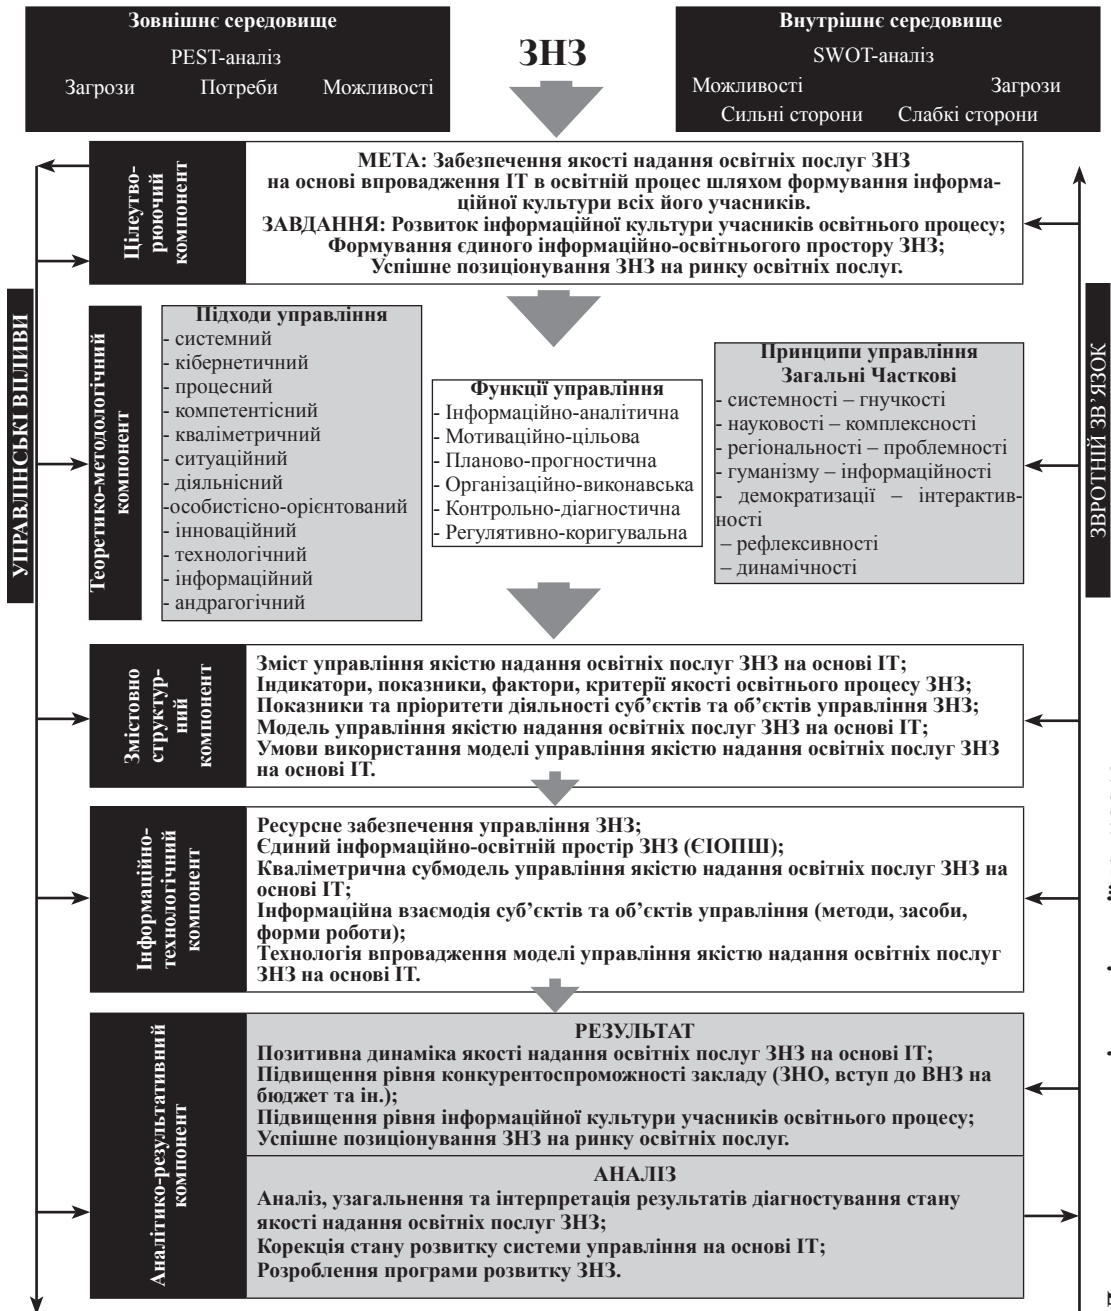 Зовнішнє середовище
PEST-аналіз
Загрози Потреби Можливості
ЗНЗ
Внутрішнє середовище
SWOT-аналіз
Можливості Загрози
Сильні сторони Слабкі сторони
УПРАВЛІНСЬКІ ВПЛИВИ
Цілеутво-
рюючий
компонент
МЕТА: Забезпечення якості надання освітніх послуг ЗНЗ
на основі впровадження ІТ в освітній процес шляхом формування інформа-
ційної культури всіх його учасників.
ЗАВДАННЯ: Розвиток інформаційної культури учасників освітнього процесу;
Формування єдиного інформаційно-освітнього простору ЗНЗ;
Успішне позиціонування ЗНЗ на ринку освітніх послуг.
Теоретико-методологічний
компонент
Підходи управління
- системний
- кібернетичний
- процесний
- компетентісний
- кваліметричний
- ситуаційний
- діяльнісний
-особистісно-орієнтований
- інноваційний
- технологічний
- інформаційний
- андрагогічний
Функції управління
- Інформаційно-аналітична
- Мотиваційно-цільова
- Планово-прогностична
- Організаційно-виконавська
- Контрольно-діагностична
- Регулятивно-коригувальна
Принципи управління
Загальні Часткові
- системності – гнучкості
- науковості – комплексності
- регіональності – проблемності
- гуманізму – інформаційності
- демократизації – інтерактив-
ності
– рефлексивності
– динамічності
ЗВРОТНІЙ ЗВ’ЯЗОК
Змістовно
структур-
ний
компонент
Зміст управління якістю надання освітніх послуг ЗНЗ на основі ІТ;
Індикатори, показники, фактори, критерії якості освітнього процесу ЗНЗ;
Показники та пріоритети діяльності суб’єктів та об’єктів управління ЗНЗ;
Модель управління якістю надання освітніх послуг ЗНЗ на основі ІТ;
Умови використання моделі управління якістю надання освітніх послуг ЗНЗ
на основі ІТ.
Інформаційно-
технологічний
компонент
Ресурсне забезпечення управління ЗНЗ;
Єдиний інформаційно-освітній простір ЗНЗ (ЄІОПШ);
Кваліметрична субмодель управління якістю надання освітніх послуг ЗНЗ на
основі ІТ;
Інформаційна взаємодія суб’єктів та об’єктів управління (методи, засоби,
форми роботи);
Технологія впровадження моделі управління якістю надання освітніх послуг
ЗНЗ на основі ІТ.
Аналітико-результативний
компонент
РЕЗУЛЬТАТ
Позитивна динаміка якості надання освітніх послуг ЗНЗ на основі ІТ;
Підвищення рівня конкурентоспроможності закладу (ЗНО, вступ до ВНЗ на
бюджет та ін.);
Підвищення рівня інформаційної культури учасників освітнього процесу;
Успішне позиціонування ЗНЗ на ринку освітніх послуг.
АНАЛІЗ
Аналіз, узагальнення та інтерпретація результатів діагностування стану
якості надання освітніх послуг ЗНЗ;
Корекція стану розвитку системи управління на основі ІТ;
Розроблення програми розвитку ЗНЗ.